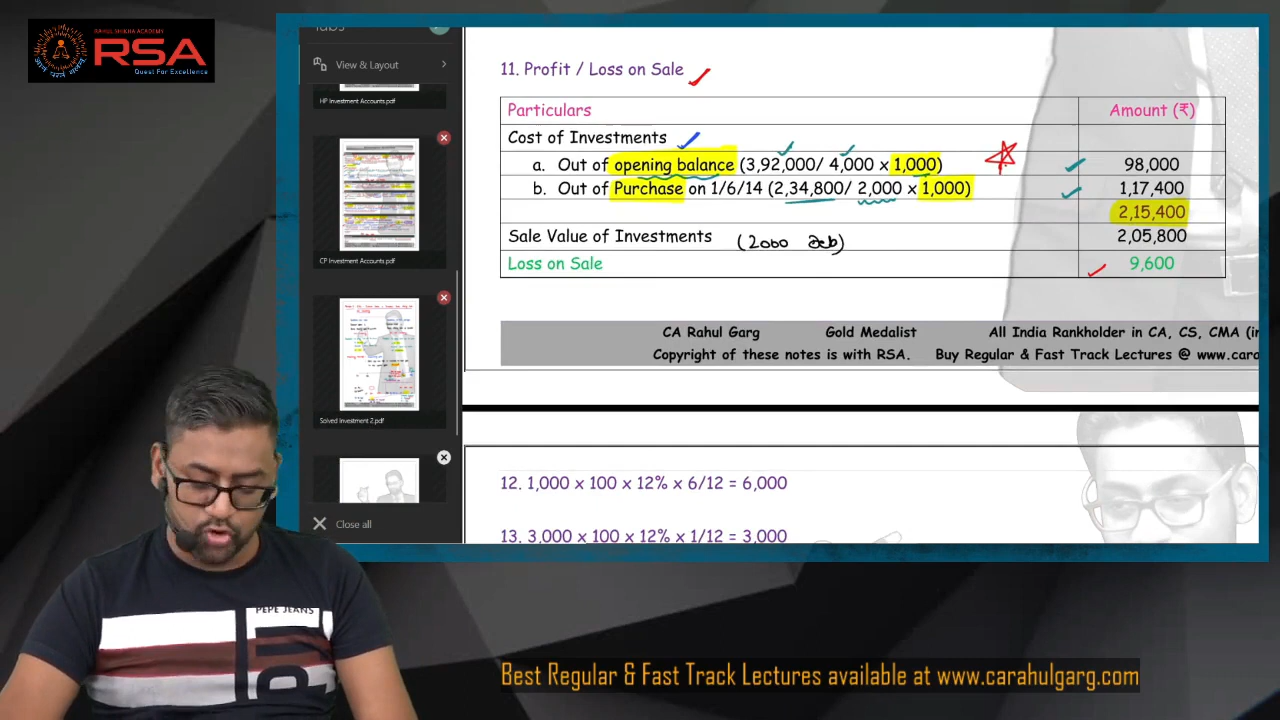 RAHUL SIKHA ACADEMY
RSA
Quest For Excellence
View & Layout
HP Investment Accounts.pdf
CP Investment Accounts.pdf
Solved Investment 2.pdf
Close all
11. Profit / Loss on Sale
Particulars Amount (₹)
Cost of Investments
a. Out of opening balance (3,92,000/ 4,000 x 1,000) 98,000
b. Out of Purchase on 1/6/14 (2,34,800/ 2,000 x 1,000) 1,17,400
2,15,400
Sale Value of Investments (2000 Deb) 2,05,800
Loss on Sale 9,600
CA Rahul Garg Gold Medalist All India Rankholder in CA, CS, CMA (in
Copyright of these notes is with RSA. Buy Regular & Fast Track Lectures @ www.cara
12. 1,000 x 100 x 12% x 6/12 = 6,000
13. 3,000 x 100 x 12% x 1/12 = 3,000
PEPE JEANS
Best Regular & Fast Track Lectures available at www.carahulgarg.com